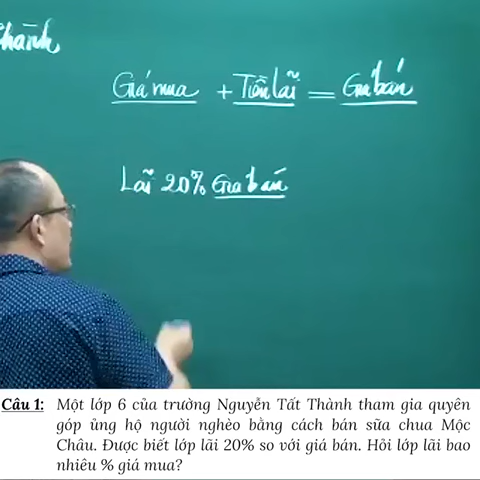 Thành
Giá mua + Tiền lãi = Giá bán
Lãi 20% Giá bán
Câu 1: Một lớp 6 của trường Nguyễn Tất Thành tham gia quyên
góp ủng hộ người nghèo bằng cách bán sữa chua Mộc
Châu. Được biết lớp lãi 20% so với giá bán. Hỏi lớp lãi bao
nhiêu % giá mua?